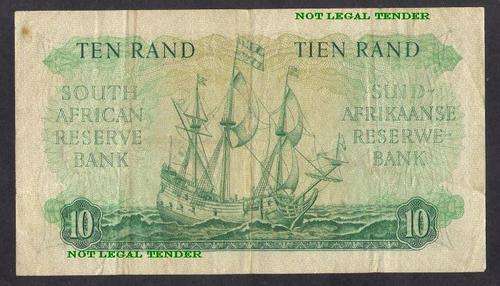 NOT LEGAL TENDER
TEN RAND TIEN RAND
SOUTH
AFRICAN
RESERVE
BANK
SUID-
AFRIKAANSE
RESERWE-
BANK
10 10
NOT LEGAL TENDER